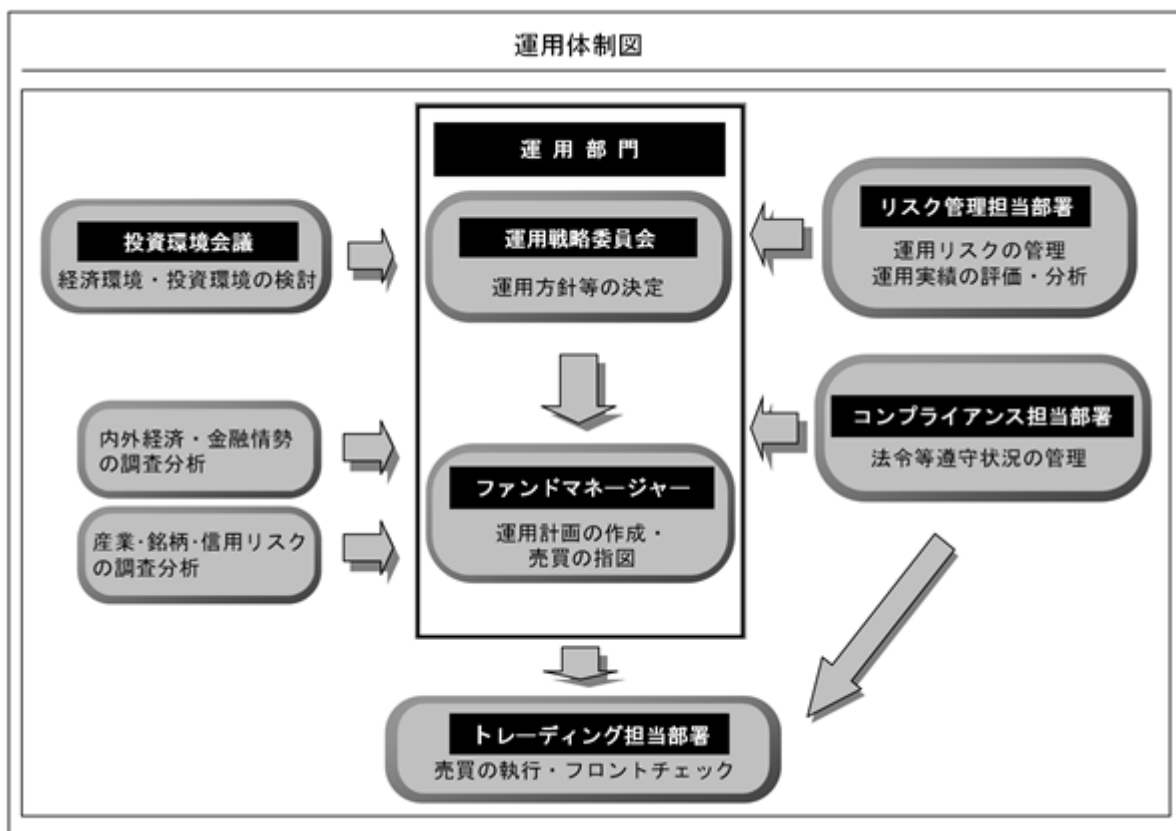 運用体制図
運用部門
投資環境会議
経済環境・投資環境の検討
運用戦略委員会
運用方針等の決定
リスク管理担当部署
運用リスクの管理
運用実績の評価・分析
内外経済・金融情勢
の調査分析
産業・銘柄・信用リスク
の調査分析
ファンドマネージャー
運用計画の作成・
売買の指図
コンプライアンス担当部署
法令等遵守状況の管理
トレーディング担当部署
売買の執行・フロントチェック